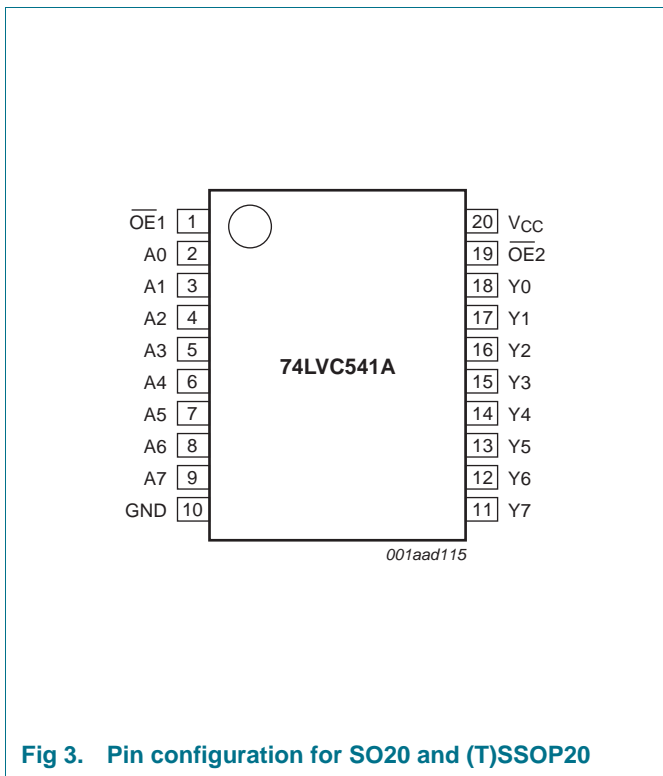 O̅E̅1 1 20 VCC
A0 2 19 O̅E̅2
A1 3 18 Y0
A2 4 17 Y1
A3 5 16 Y2
74LVC541A
A4 6 15 Y3
A5 7 14 Y4
A6 8 13 Y5
A7 9 12 Y6
GND 10 11 Y7
001aad115
Fig 3. Pin configuration for SO20 and (T)SSOP20